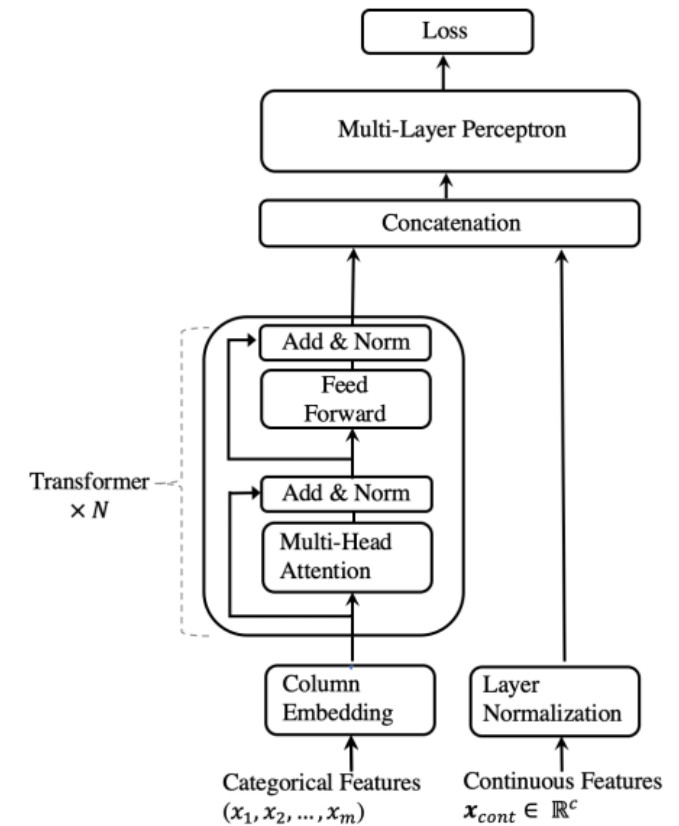 Loss
Multi-Layer Perceptron
Concatenation
Add & Norm
Feed
Forward
Transformer
× N
Add & Norm
Multi-Head
Attention
Column
Embedding
Layer
Normalization
Categorical Features
(x₁, x₂, ..., xₘ)
Continuous Features
x_cont ∈ ℝᶜ